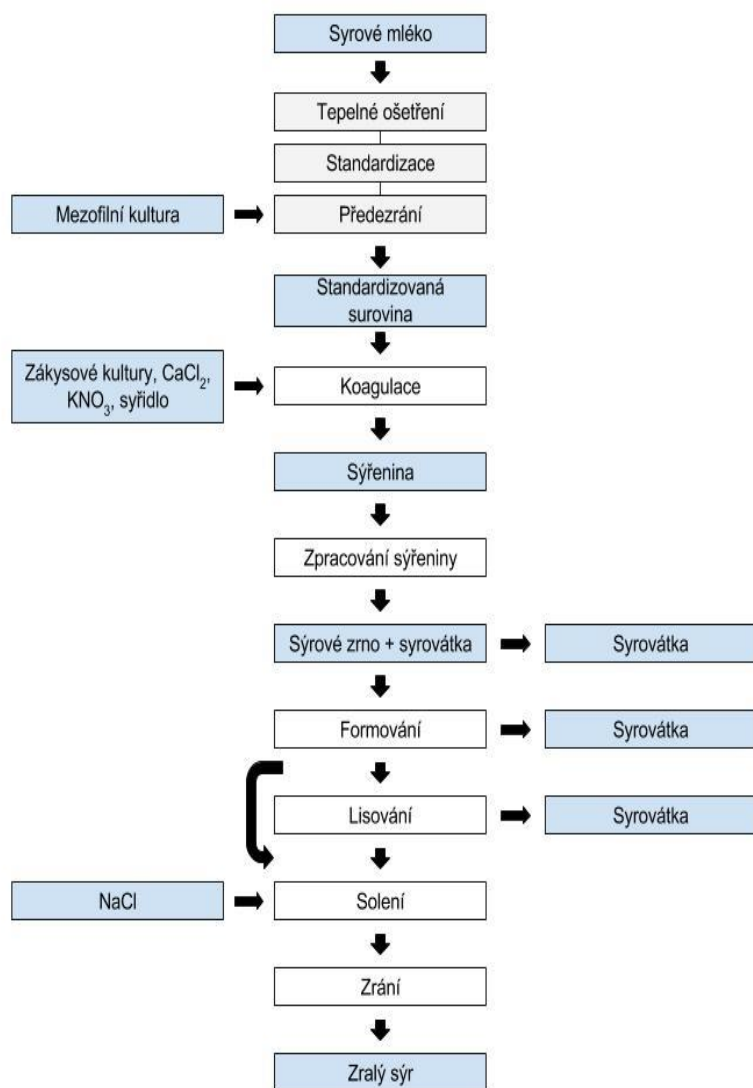 Syrové mléko
Tepelné ošetření
Standardizace
Mezofilní kultura
Předezrání
Standardizovaná
surovina
Zákysové kultury, CaCl₂,
KNO₃, syřidlo
Koagulace
Sýřenina
Zpracování sýřeniny
Sýrové zrno + syrovátka
Syrovátka
Formování
Syrovátka
Lisování
Syrovátka
NaCl
Solení
Zrání
Zralý sýr